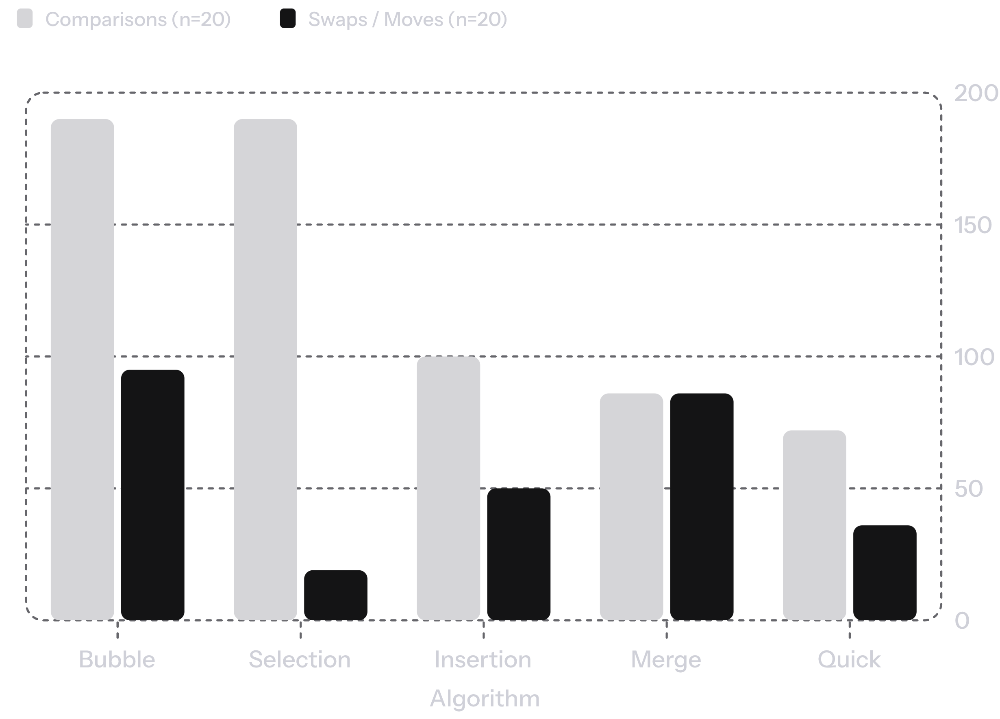 Comparisons (n=20)
Swaps / Moves (n=20)
200
150
100
50
0
Bubble
Selection
Insertion
Merge
Quick
Algorithm